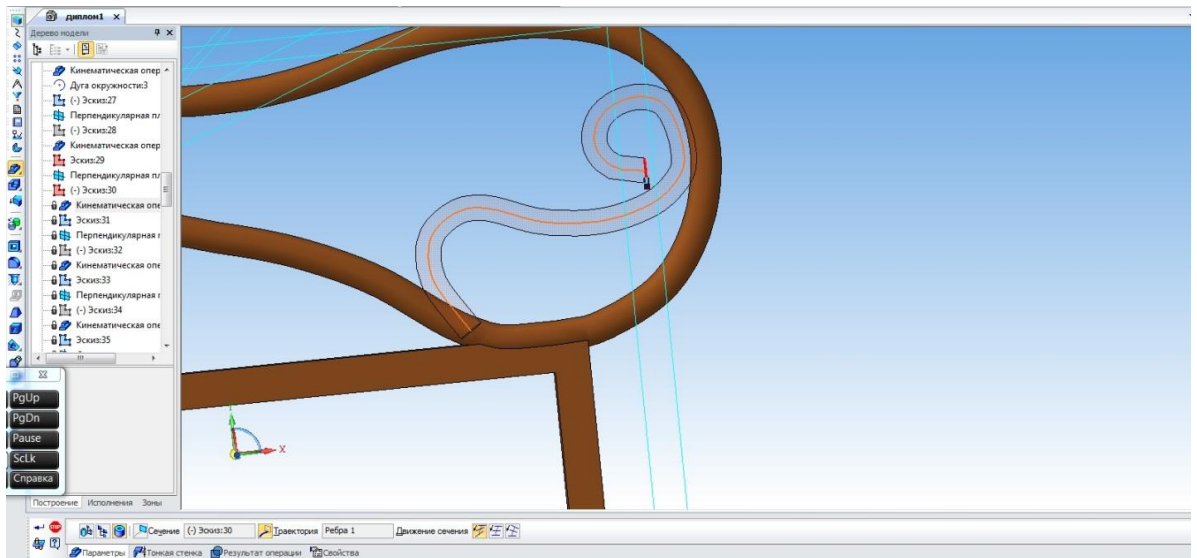 диплом1
Дерево модели
Кинематическая опер
Дуга окружности:3
(-) Эскиз:27
Перпендикулярная пл
(-) Эскиз:28
Кинематическая опер
Эскиз:29
Перпендикулярная пл
(-) Эскиз:30
Кинематическая опе
Эскиз:31
Перпендикулярная г
(-) Эскиз:32
Кинематическая опе
Эскиз:33
Перпендикулярная г
(-) Эскиз:34
Кинематическая опе
Эскиз:35
PgUp
PgDn
Pause
ScLk
Справка
X
Построение Исполнения Зоны
Сечение (-) Эскиз:30 Траектория Ребра 1 Движение сечения
Параметры Тонкая стенка Результат операции Свойства